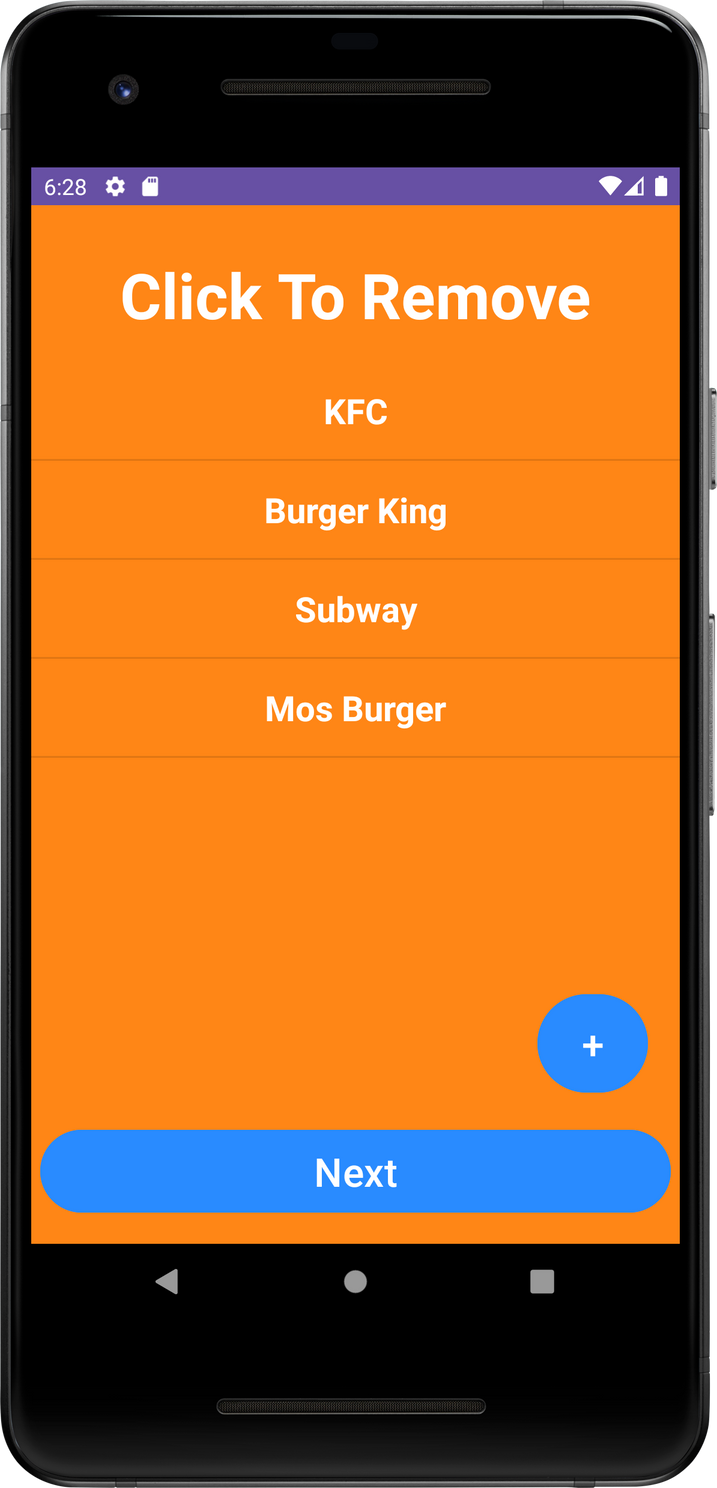 6:28
Click To Remove
KFC
Burger King
Subway
Mos Burger
+
Next